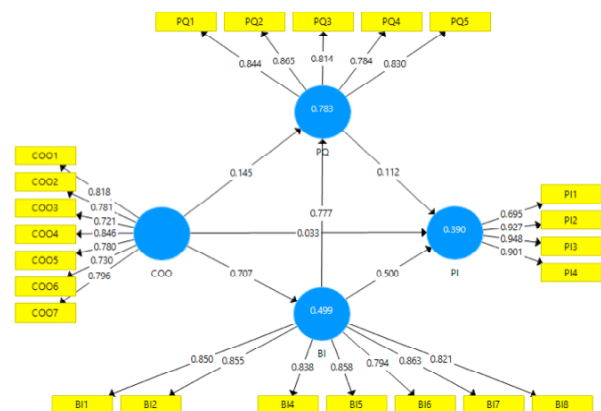 PQ1 PQ2 PQ3 PQ4 PQ5
0.844 0.865 0.814 0.784 0.830
0.783
PQ
COO1
COO2
COO3
COO4
COO5
COO6
COO7
0.818
0.781
0.721
0.846
0.780
0.730
0.796
COO
0.145
0.112
0.777
0.033
0.707
0.500
0.390
PI
PI1
PI2
PI3
PI4
0.695
0.927
0.948
0.901
0.499
BI
0.850 0.855 0.838 0.858 0.794 0.863 0.821
BI1 BI2 BI4 BI5 BI6 BI7 BI8